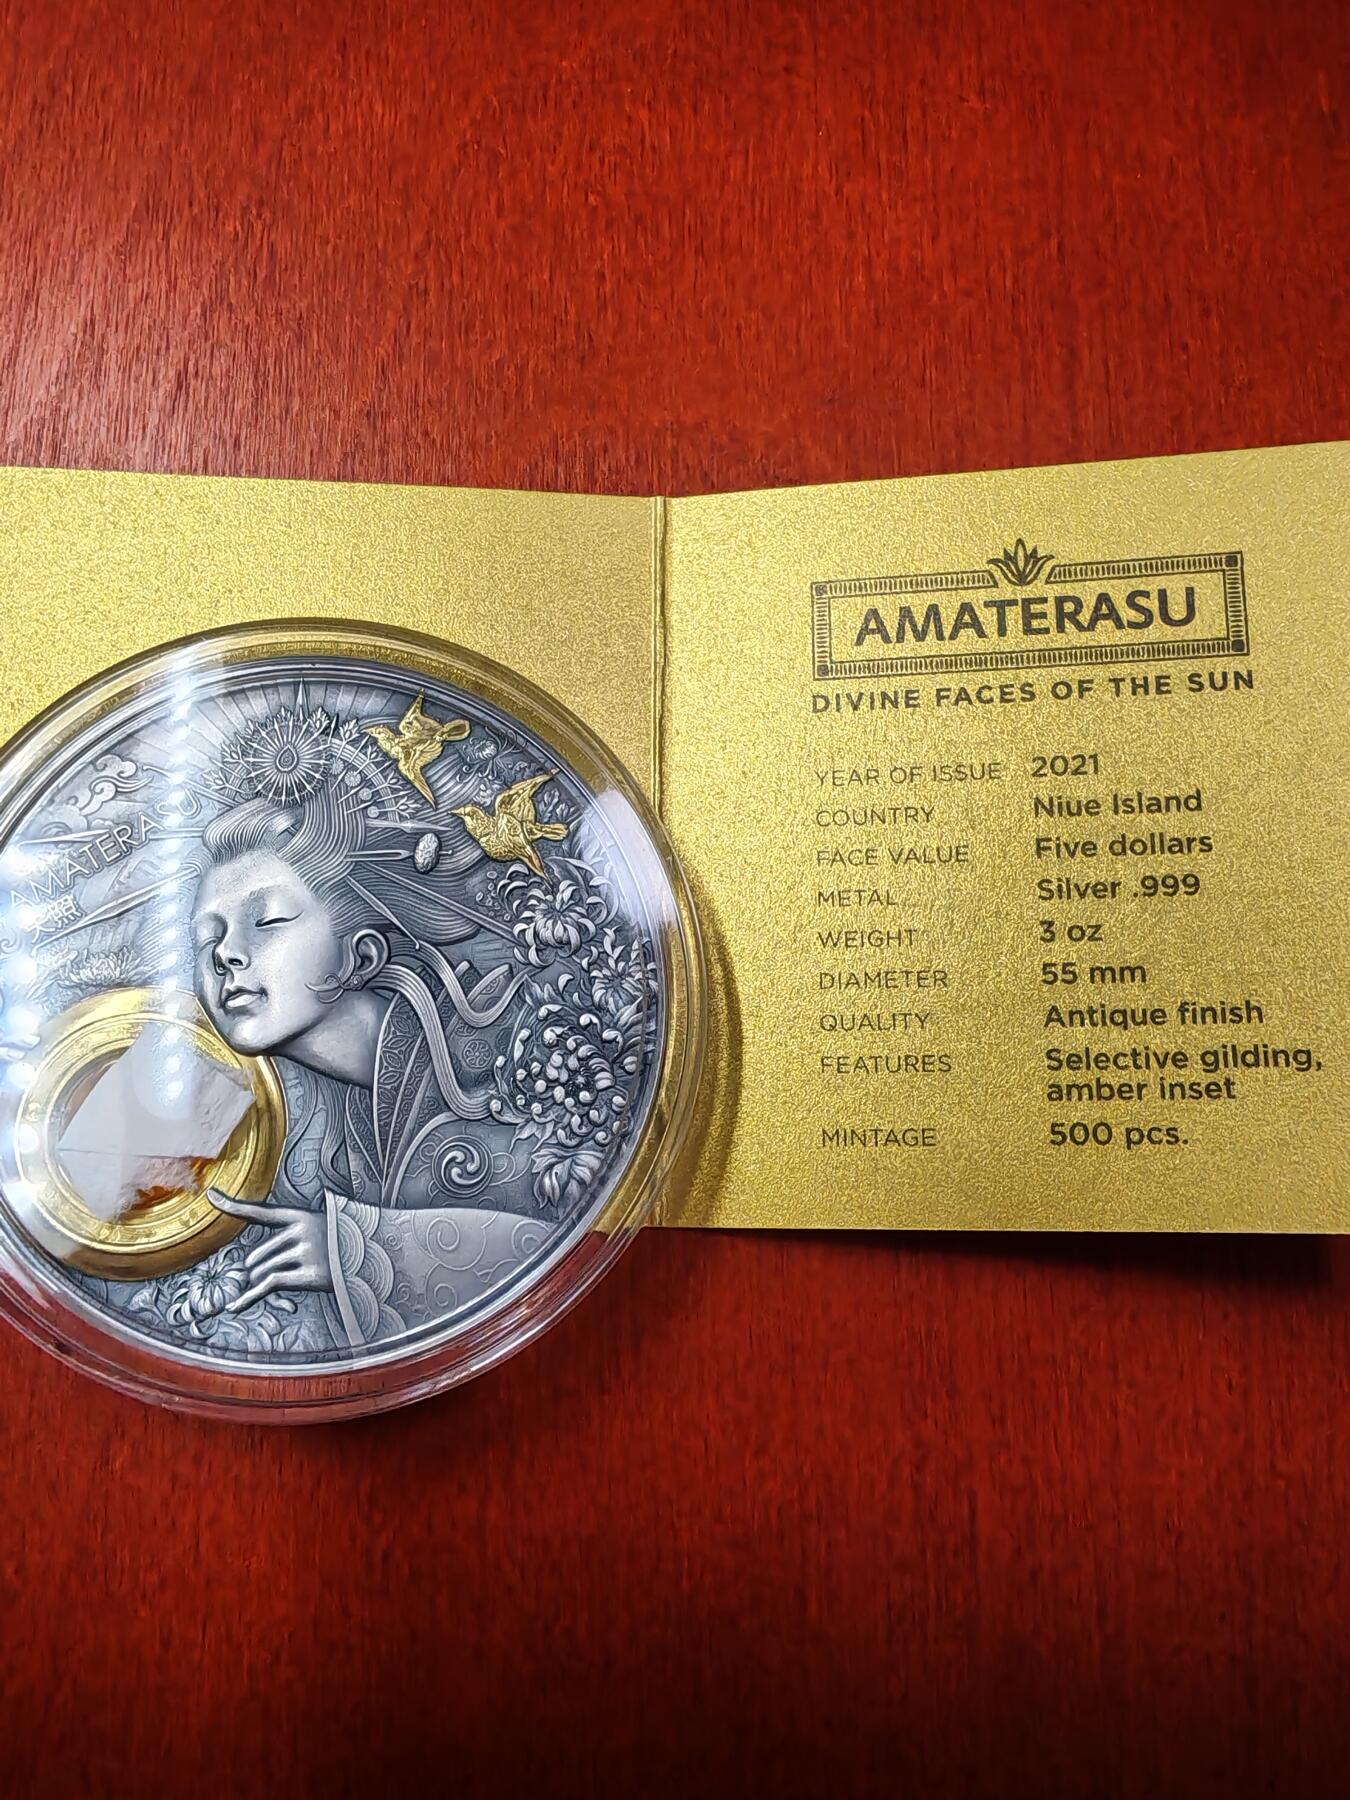 AMATERASU
天照
AMATERASU
DIVINE FACES OF THE SUN
YEAR OF ISSUE 2021
COUNTRY Niue Island
FACE VALUE Five dollars
METAL Silver .999
WEIGHT 3 oz
DIAMETER 55 mm
QUALITY Antique finish
FEATURES Selective gilding,
amber inset
MINTAGE 500 pcs.